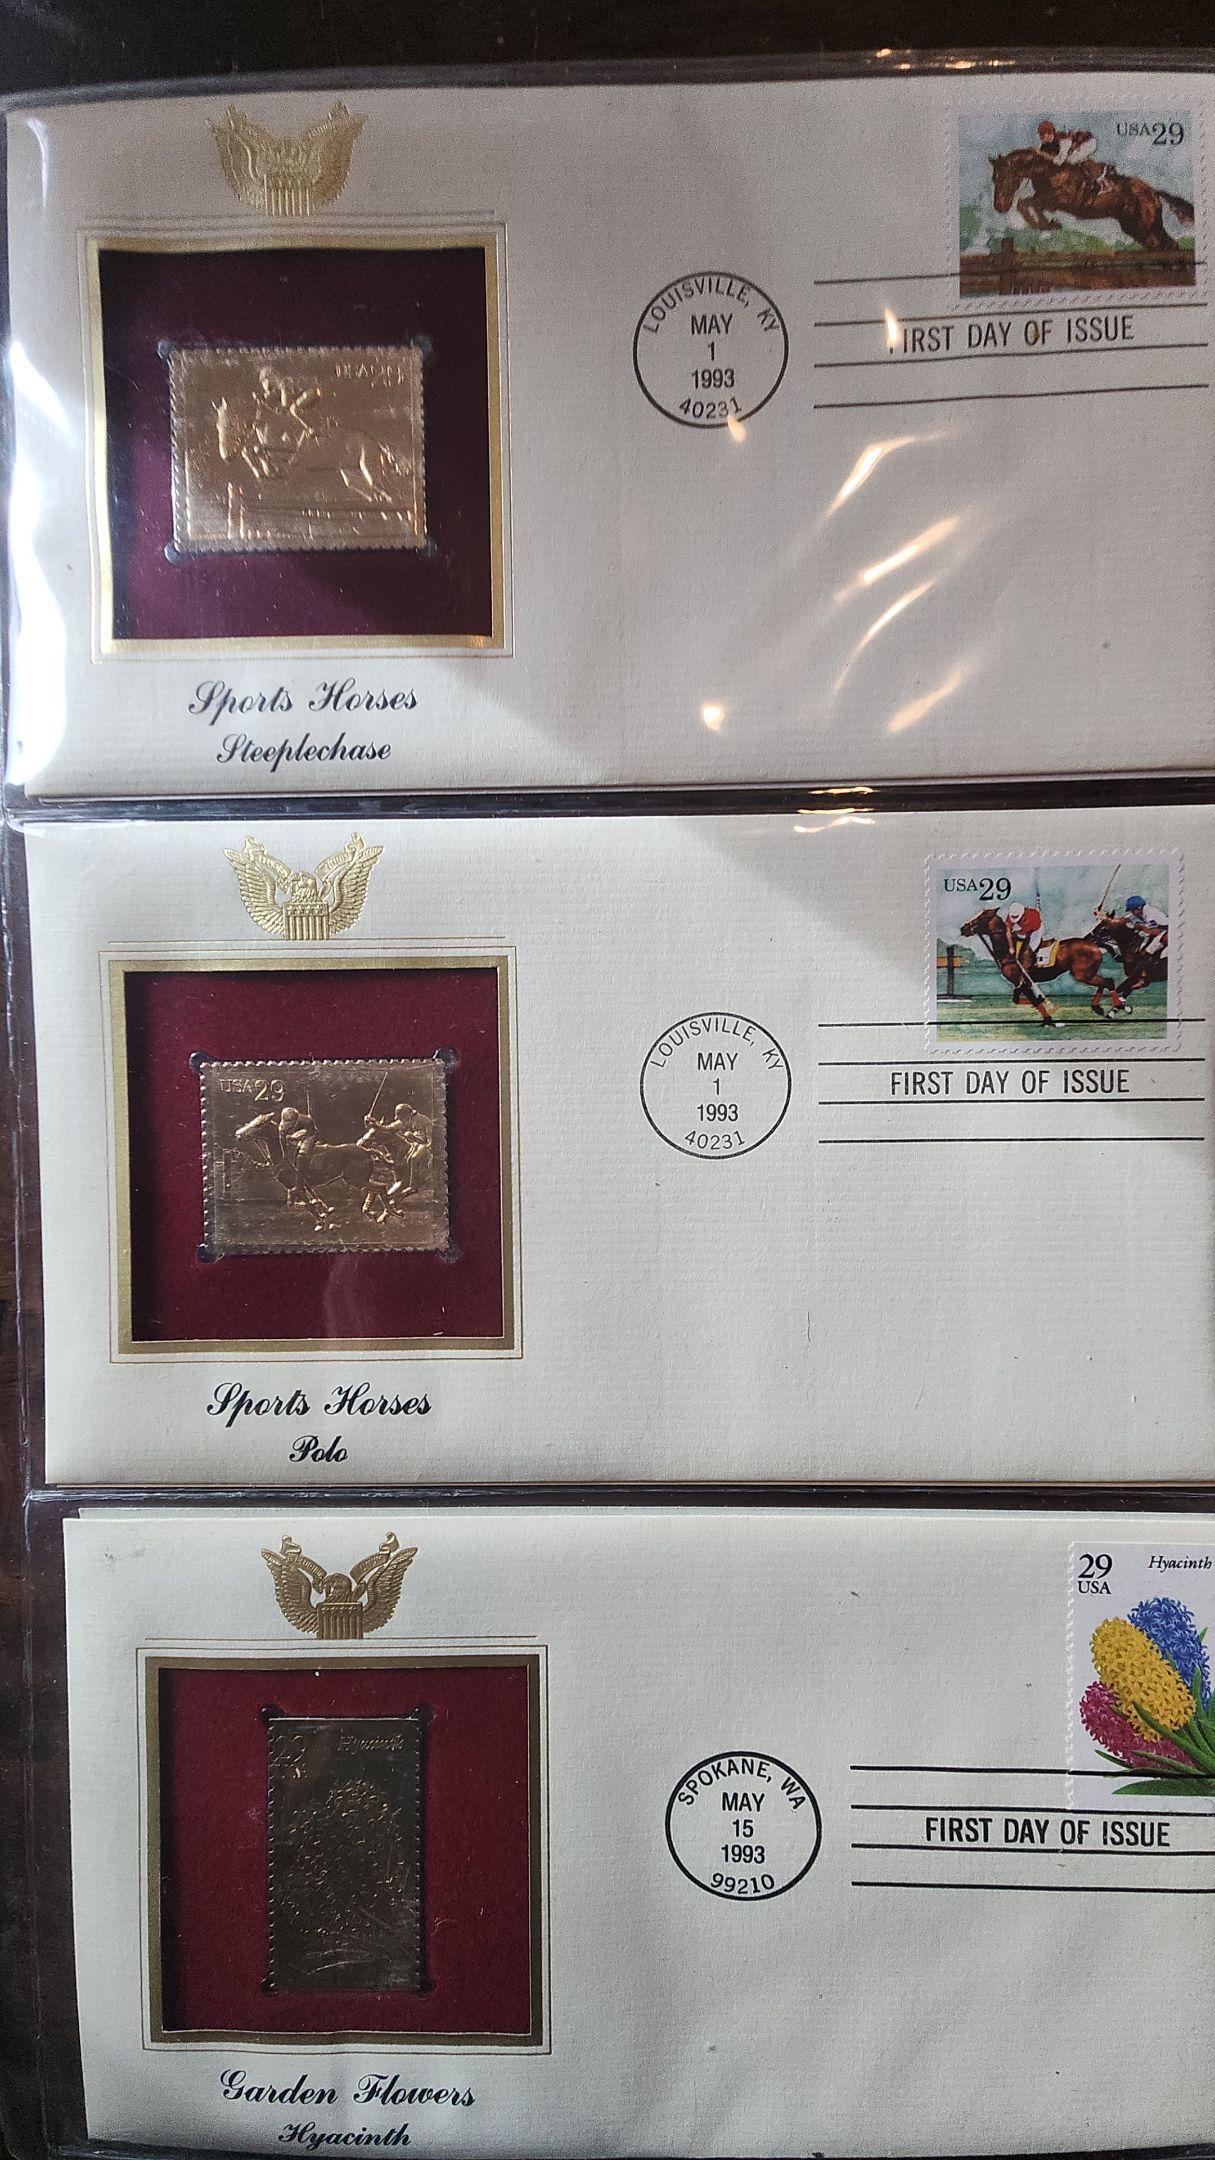 USA29
LOUISVILLE, KY
MAY
1
1993
40231
FIRST DAY OF ISSUE
Sports Horses
Steeplechase
USA29
USA29
LOUISVILLE, KY
MAY
1
1993
40231
FIRST DAY OF ISSUE
Sports Horses
Polo
29 Hyacinth
USA
29 Hyacinth
SPOKANE, WA
MAY
15
1993
99210
FIRST DAY OF ISSUE
Garden Flowers
Hyacinth